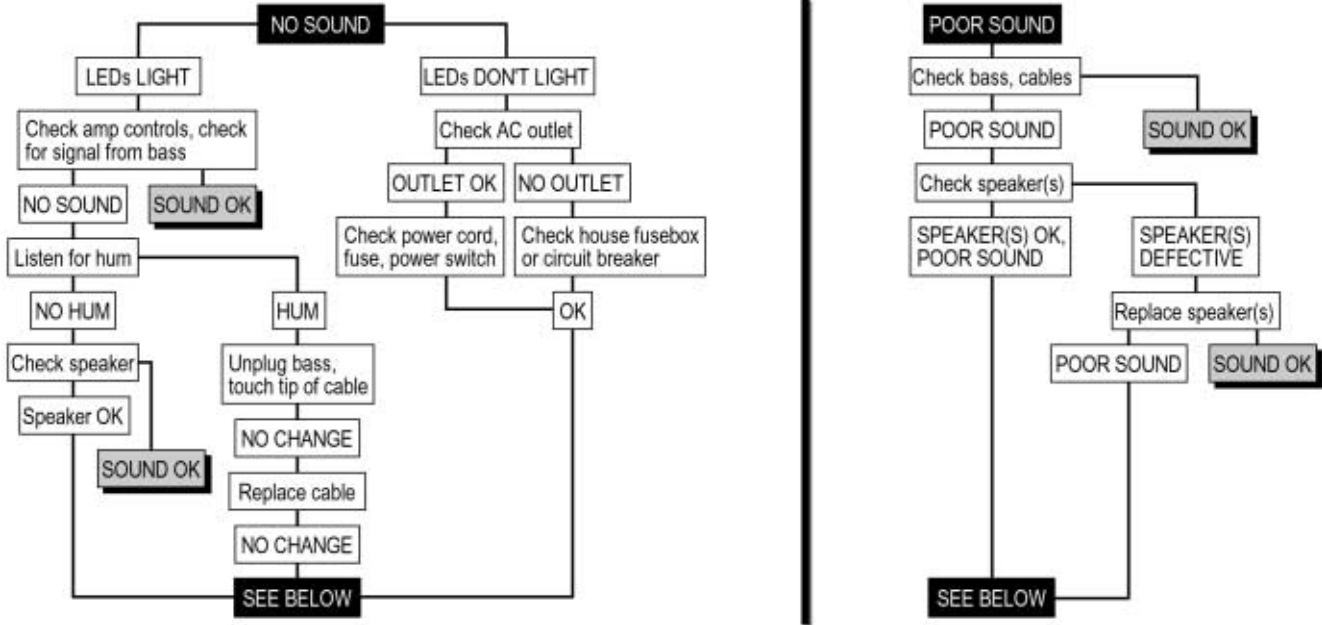 NO SOUND
LEDs LIGHT
LEDs DON'T LIGHT
Check amp controls, check
for signal from bass
Check AC outlet
NO SOUND
SOUND OK
OUTLET OK
NO OUTLET
Listen for hum
Check power cord,
fuse, power switch
Check house fusebox
or circuit breaker
NO HUM
HUM
OK
Check speaker
Unplug bass,
touch tip of cable
Speaker OK
NO CHANGE
SOUND OK
Replace cable
NO CHANGE
SEE BELOW
POOR SOUND
Check bass, cables
POOR SOUND
SOUND OK
Check speaker(s)
SPEAKER(S) OK,
POOR SOUND
SPEAKER(S)
DEFECTIVE
Replace speaker(s)
POOR SOUND
SOUND OK
SEE BELOW